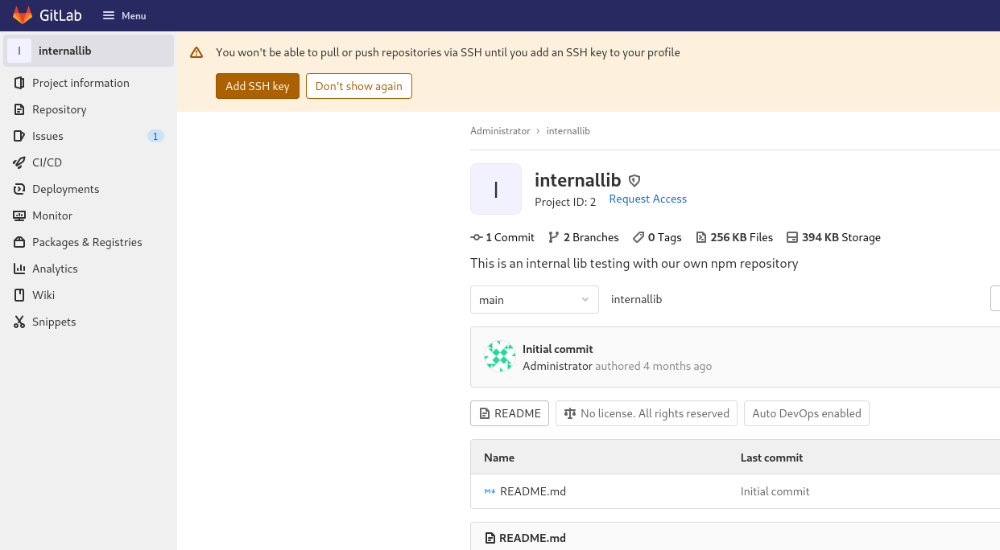 GitLab
Menu
I
internallib
Project information
Repository
Issues 1
CI/CD
Deployments
Monitor
Packages & Registries
Analytics
Wiki
Snippets
You won't be able to pull or push repositories via SSH until you add an SSH key to your profile
Add SSH key
Don't show again
Administrator > internallib
I
internallib
Project ID: 2 Request Access
1 Commit 2 Branches 0 Tags 256 KB Files 394 KB Storage
This is an internal lib testing with our own npm repository
main internallib
Initial commit
Administrator authored 4 months ago
README No license. All rights reserved Auto DevOps enabled
Name Last commit
README.md Initial commit
README.md